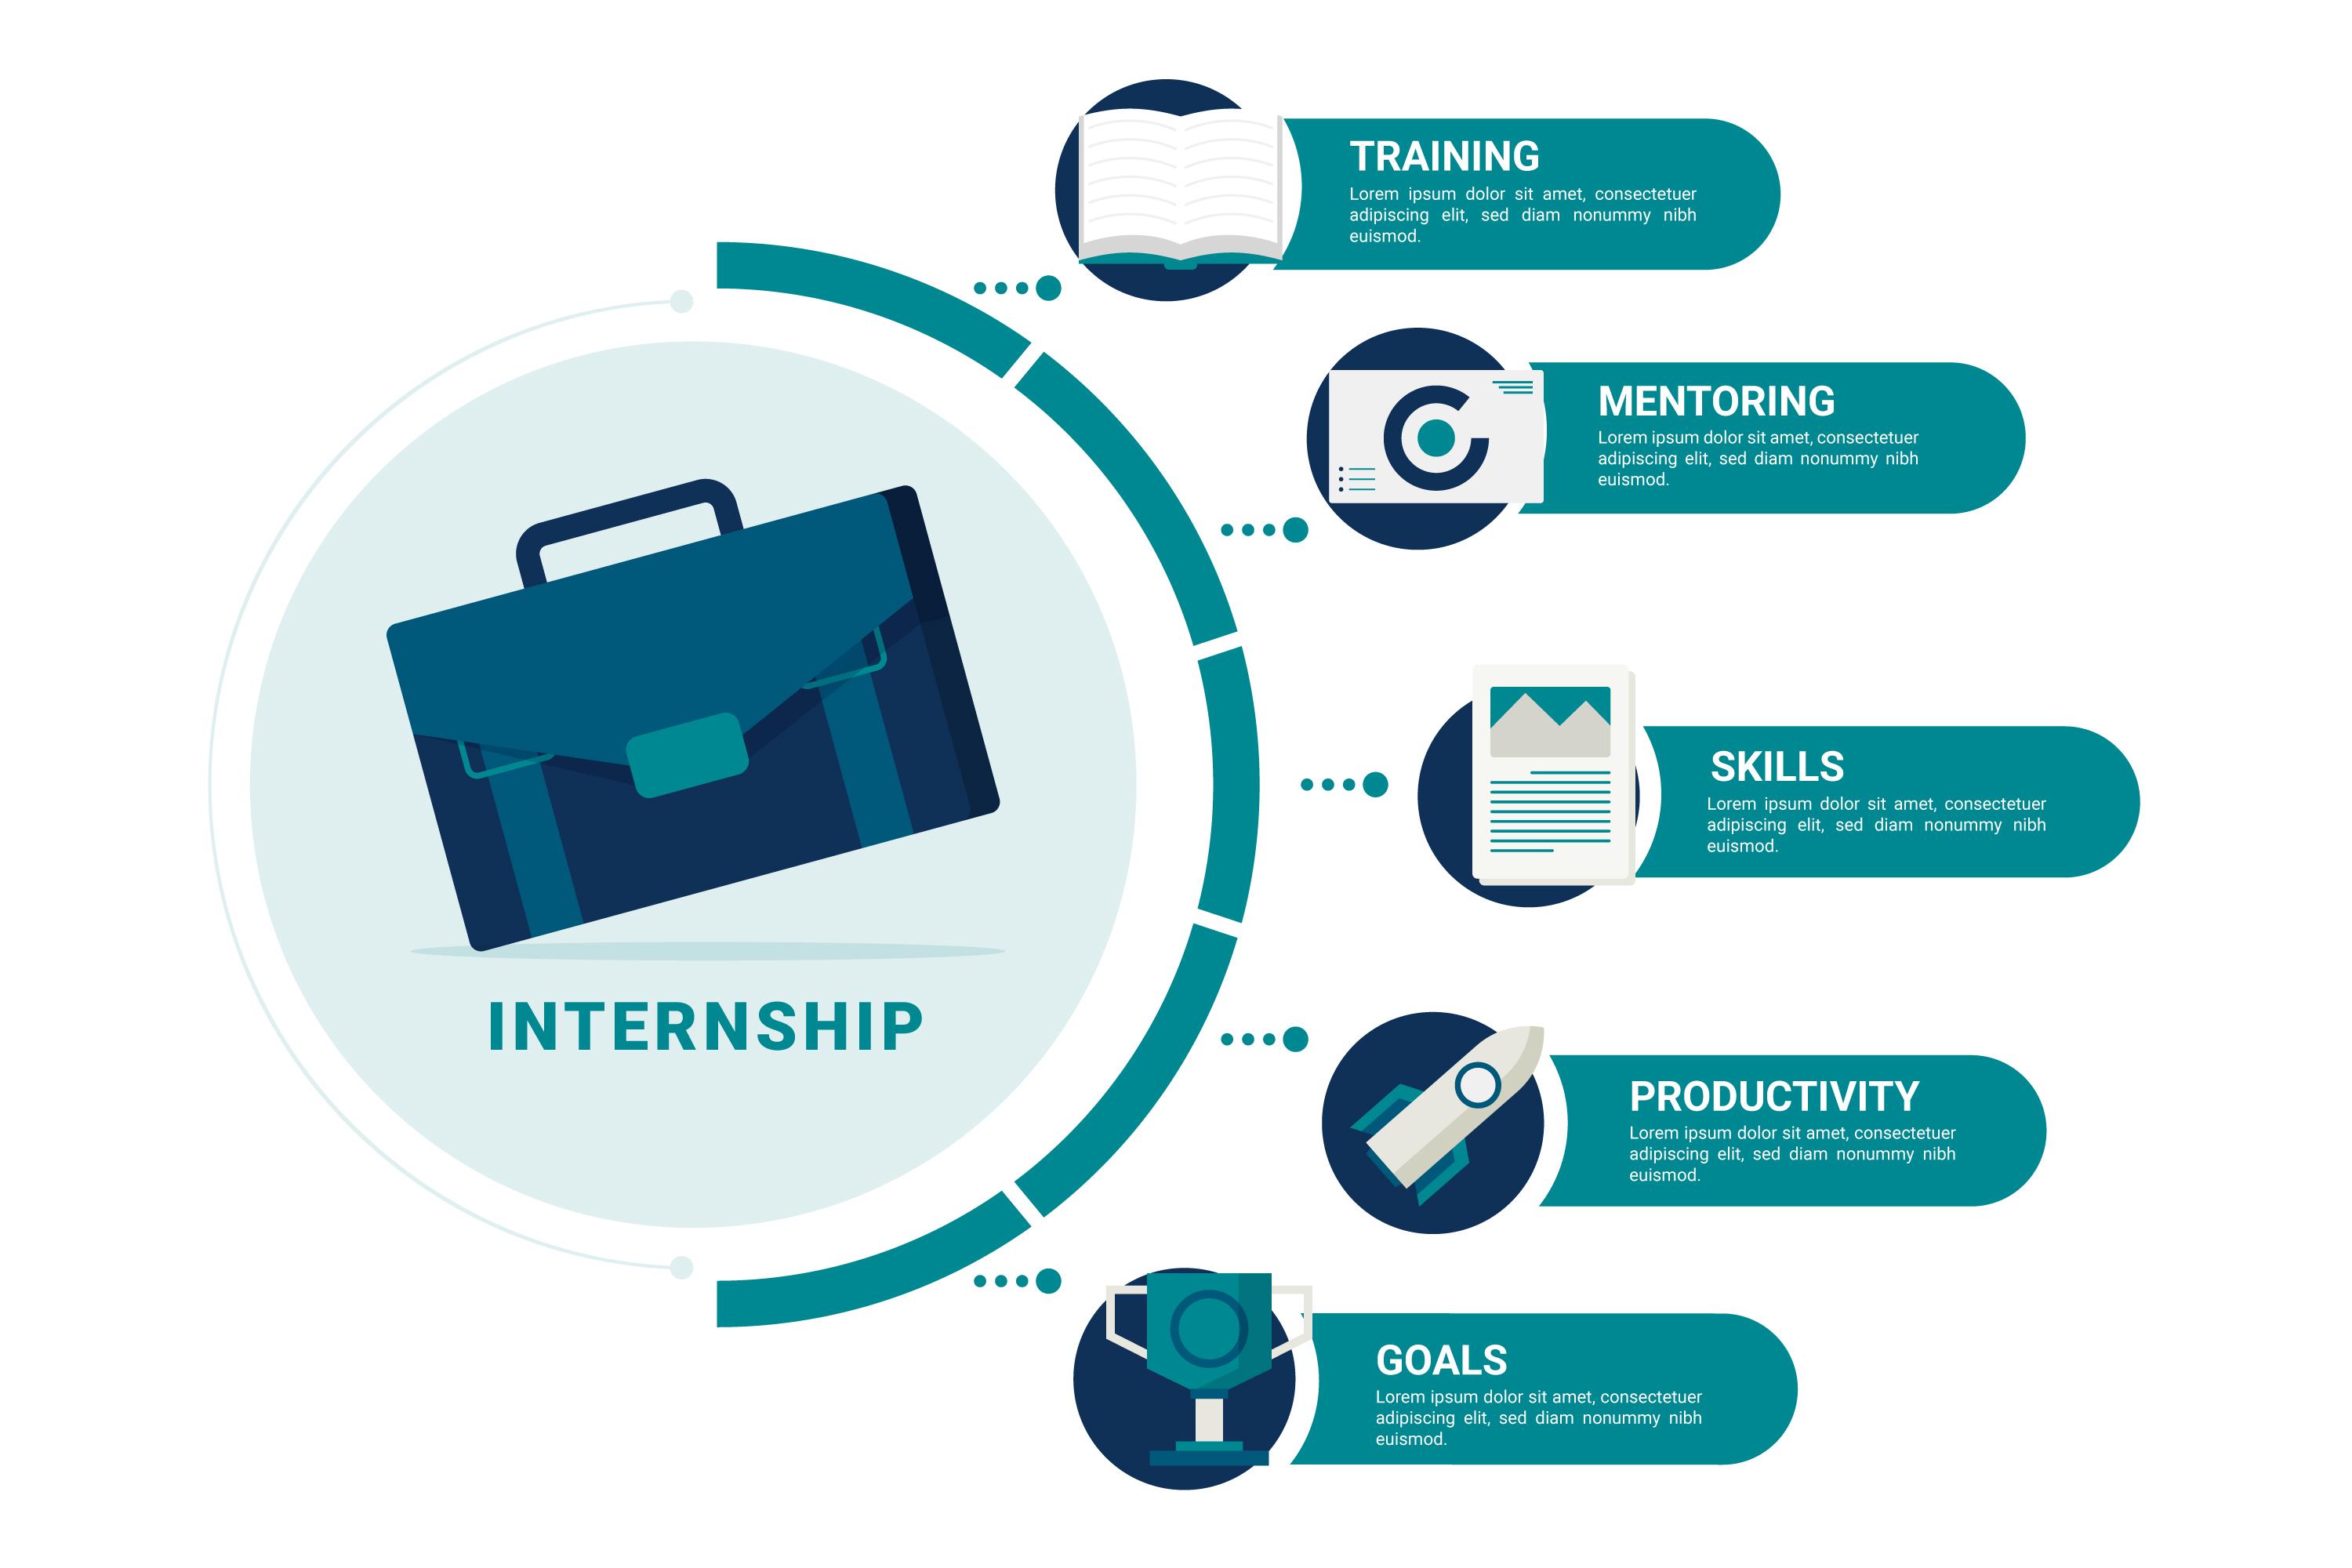 INTERNSHIP
TRAINING
Lorem ipsum dolor sit amet, consectetuer
adipiscing elit, sed diam nonummy nibh
euismod.
MENTORING
Lorem ipsum dolor sit amet, consectetuer
adipiscing elit, sed diam nonummy nibh
euismod.
SKILLS
Lorem ipsum dolor sit amet, consectetuer
adipiscing elit, sed diam nonummy nibh
euismod.
PRODUCTIVITY
Lorem ipsum dolor sit amet, consectetuer
adipiscing elit, sed diam nonummy nibh
euismod.
GOALS
Lorem ipsum dolor sit amet, consectetuer
adipiscing elit, sed diam nonummy nibh
euismod.